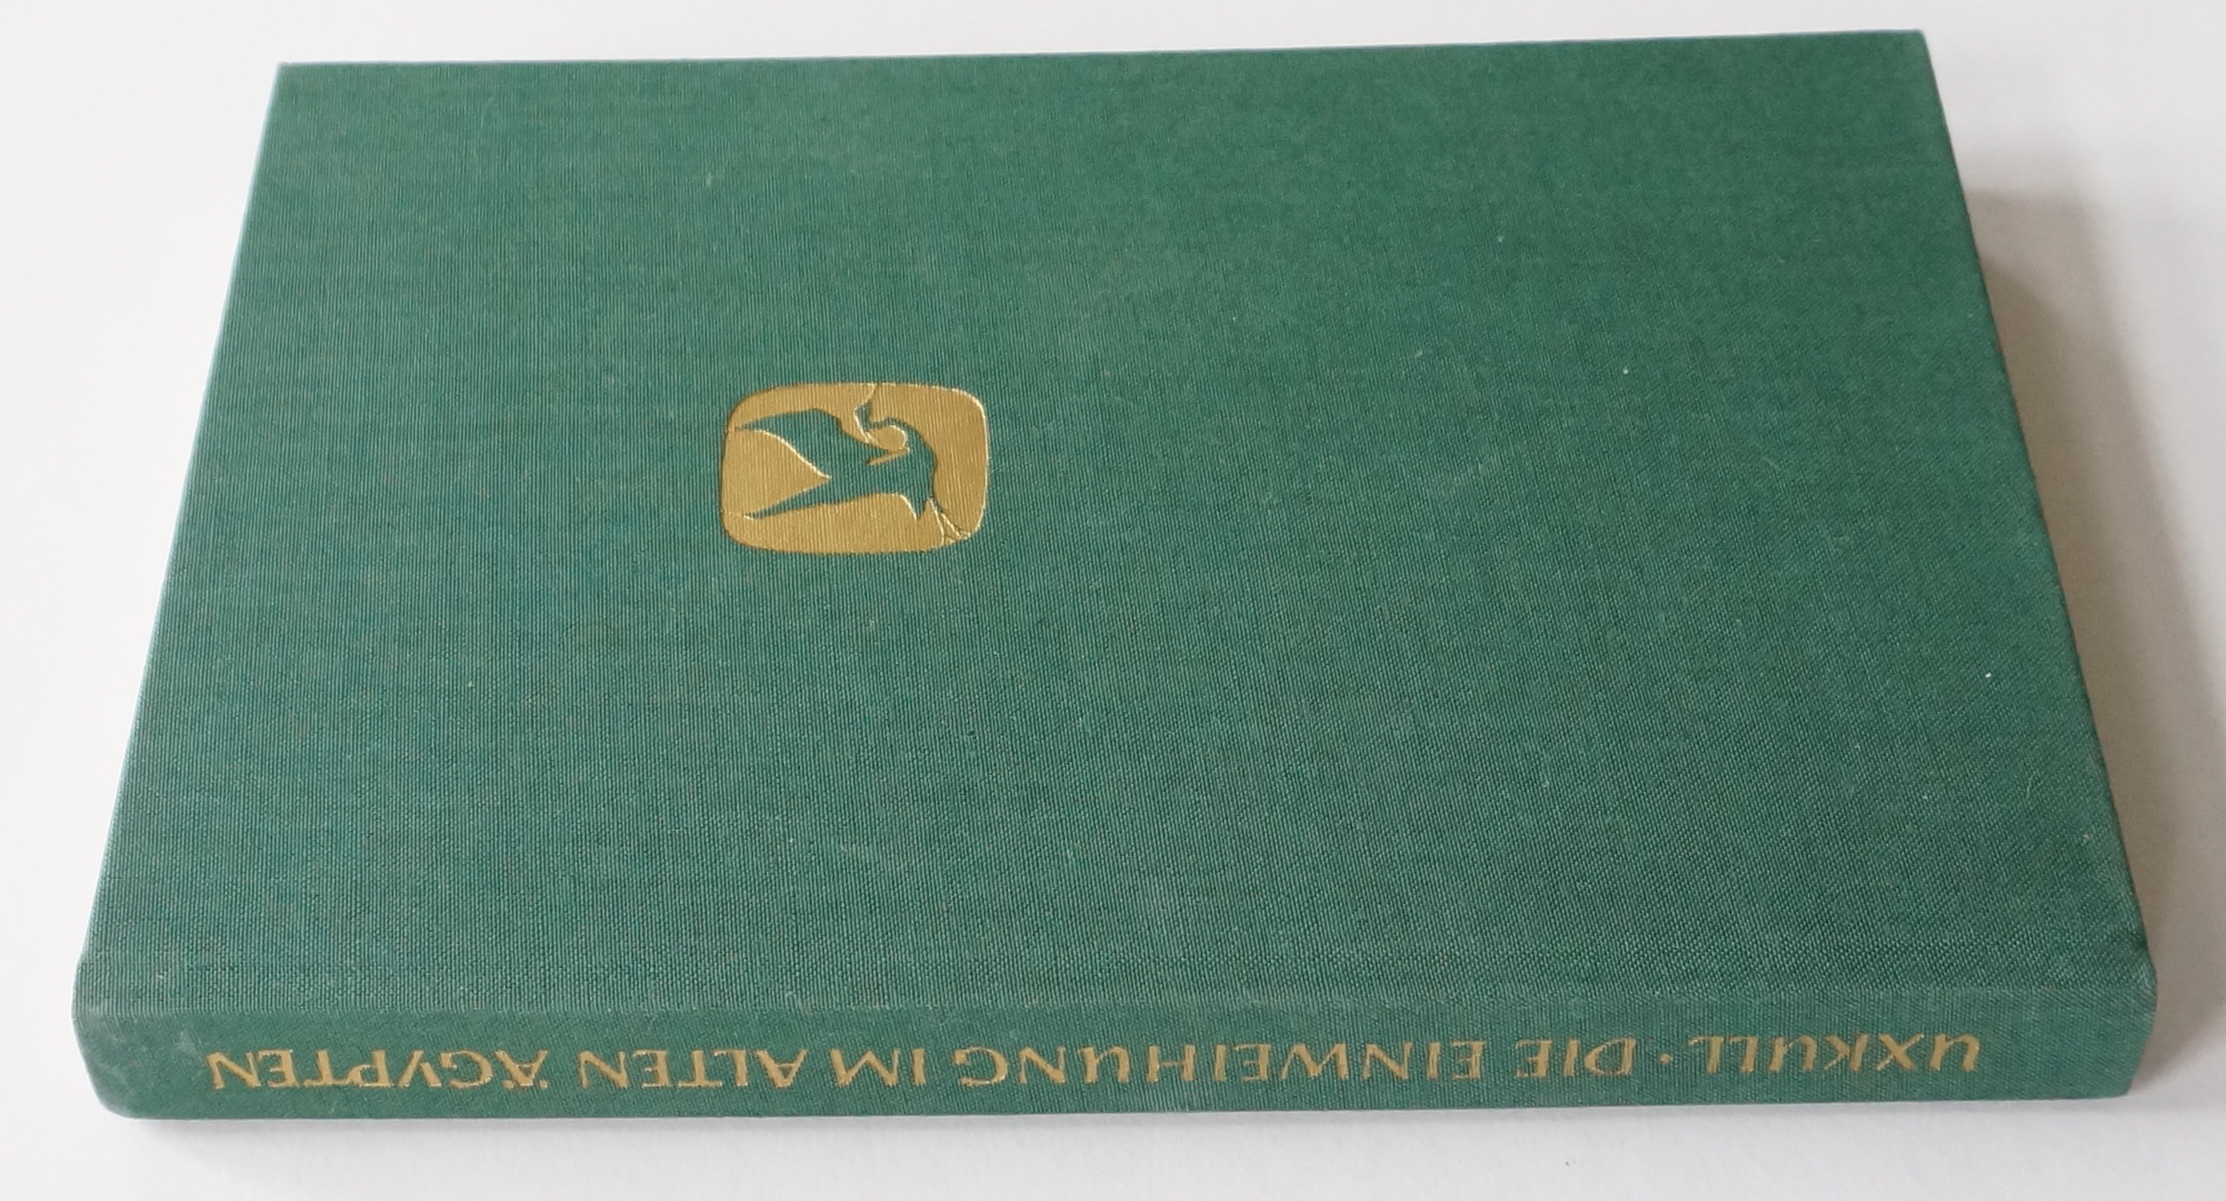 UXKULL · DIE EINWEIHUNG IM ALTEN ÄGYPTEN